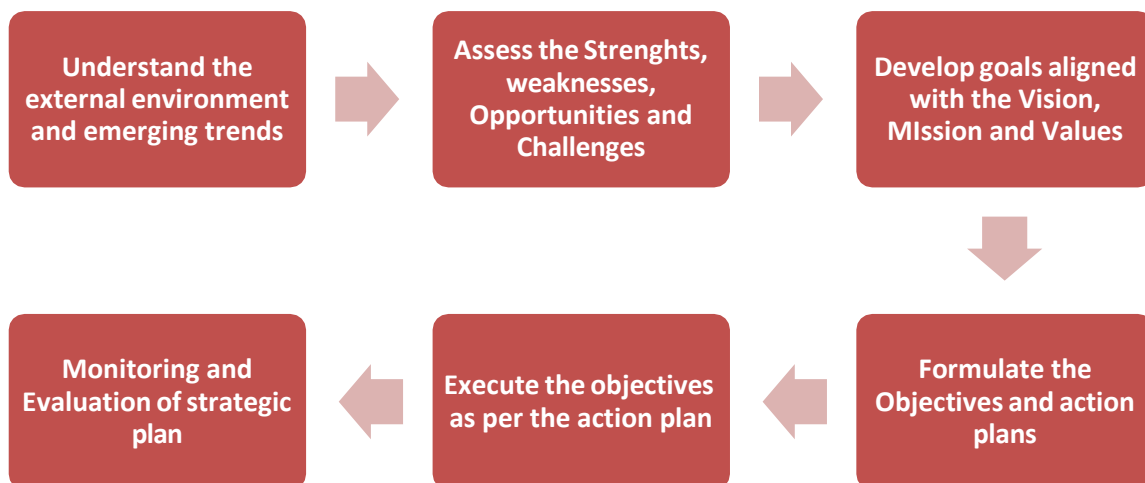 Understand the
external environment
and emerging trends
Assess the Strenghts,
weaknesses,
Opportunities and
Challenges
Develop goals aligned
with the Vision,
MIssion and Values
Formulate the
Objectives and action
plans
Execute the objectives
as per the action plan
Monitoring and
Evaluation of strategic
plan